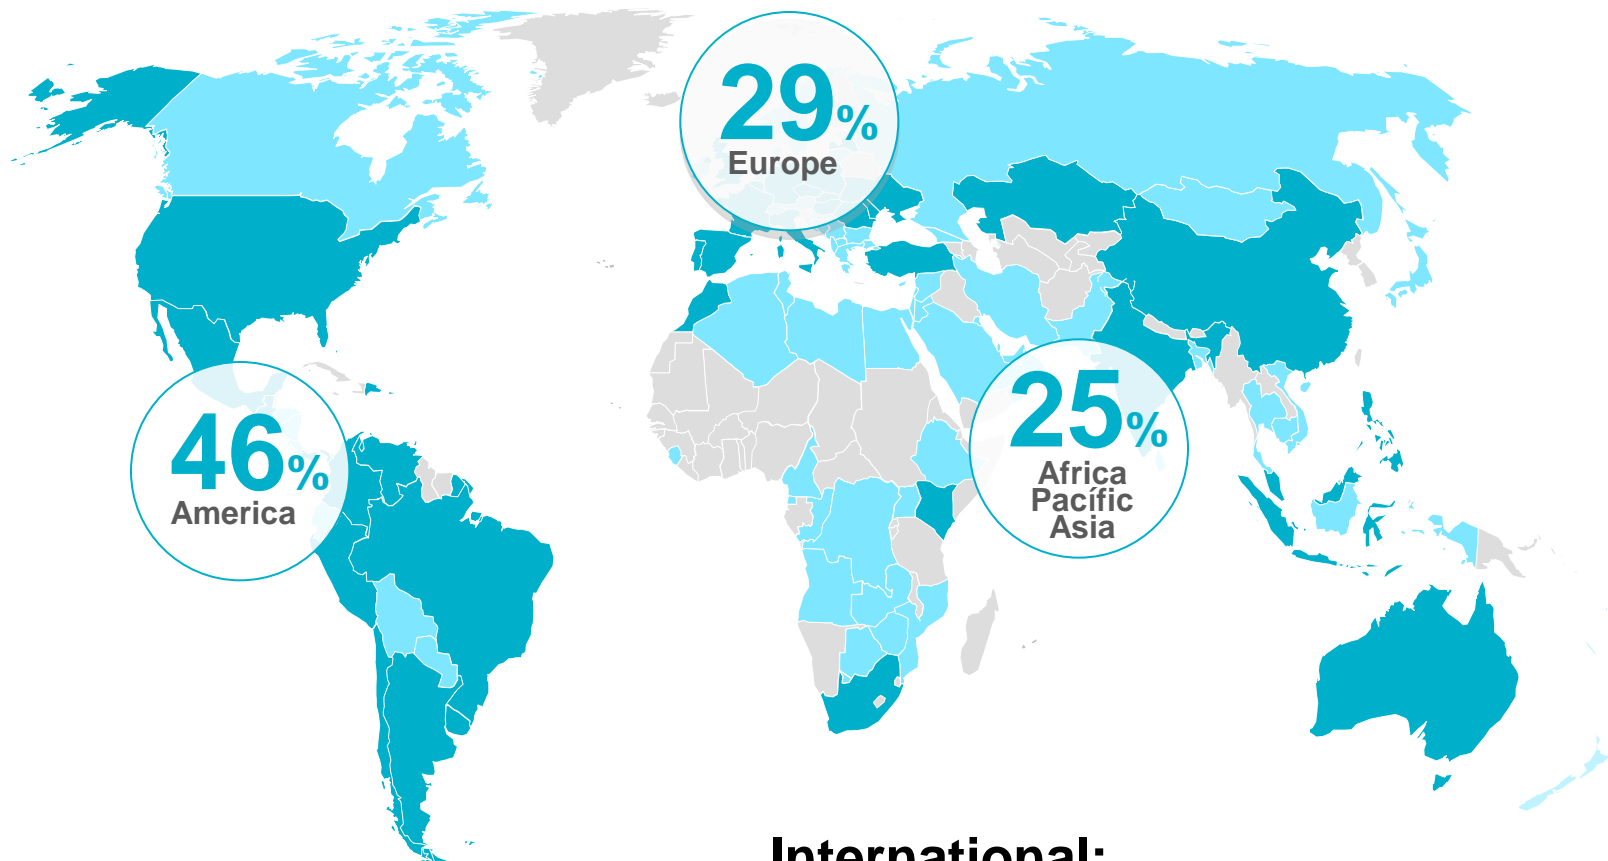 29%
Europe
46%
America
25%
Africa
Pacífic
Asia
International: